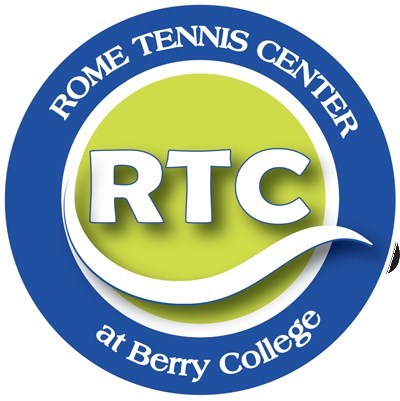 ROME TENNIS CENTER
RTC
at Berry College